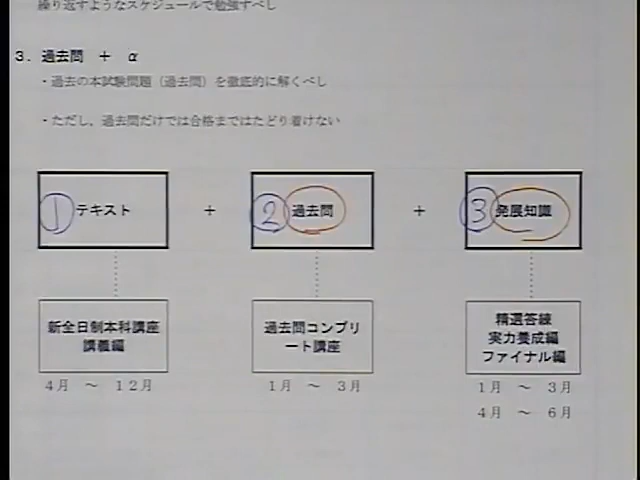 繰り返すようなスケジュールで勉強すべし
３．過去問　＋　α
・過去の本試験問題（過去問）を徹底的に解くべし
・ただし、過去問だけでは合格まではたどり着けない
① テキスト　＋　② 過去問　＋　③ 発展知識
新全日制本科講座
講義編
４月　～　１２月
過去問コンプリ
ート講座
１月　～　３月
精選答練
実力養成編
ファイナル編
１月　～　３月
４月　～　６月